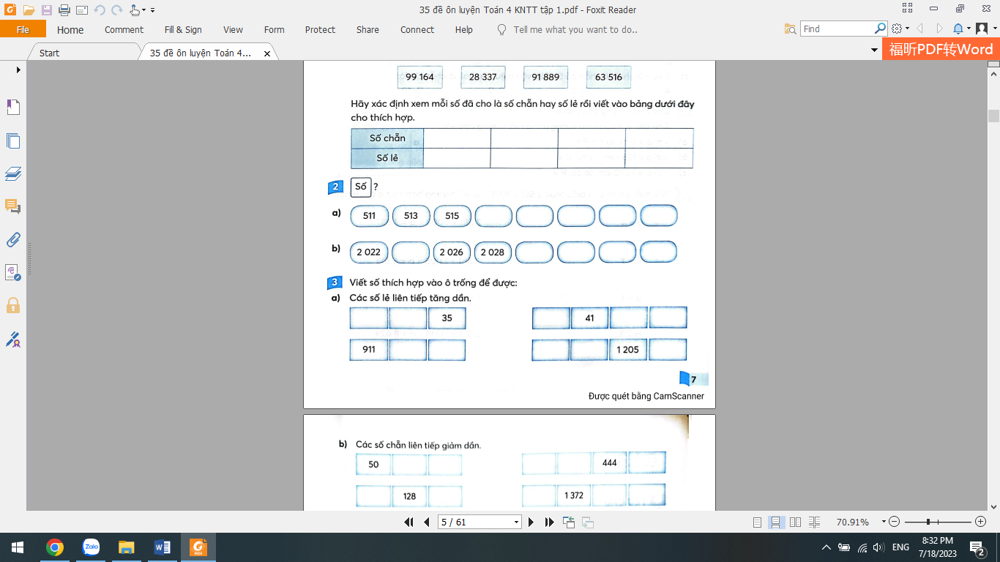 35 đề ôn luyện Toán 4 KNTT tập 1.pdf - Foxit Reader
File Home Comment Fill & Sign View Form Protect Share Connect Help Tell me what you want to do.. Find
Start 35 đề ôn luyện Toán 4... 福昕PDF转Word
99 164 28 337 91 889 63 516
Hãy xác định xem mỗi số đã cho là số chẵn hay số lẻ rồi viết vào bảng dưới đây
cho thích hợp.
Số chẵn
Số lẻ
2 Số ?
a) 511 513 515
b) 2 022 2 026 2 028
3 Viết số thích hợp vào ô trống để được:
a) Các số lẻ liên tiếp tăng dần.
35 41
911 1 205
7
Được quét bằng CamScanner
b) Các số chẵn liên tiếp giảm dần.
50 444
128 1 372
5 / 61 70.91%
Zalo W PDF ENG 8:32 PM
7/18/2023 2